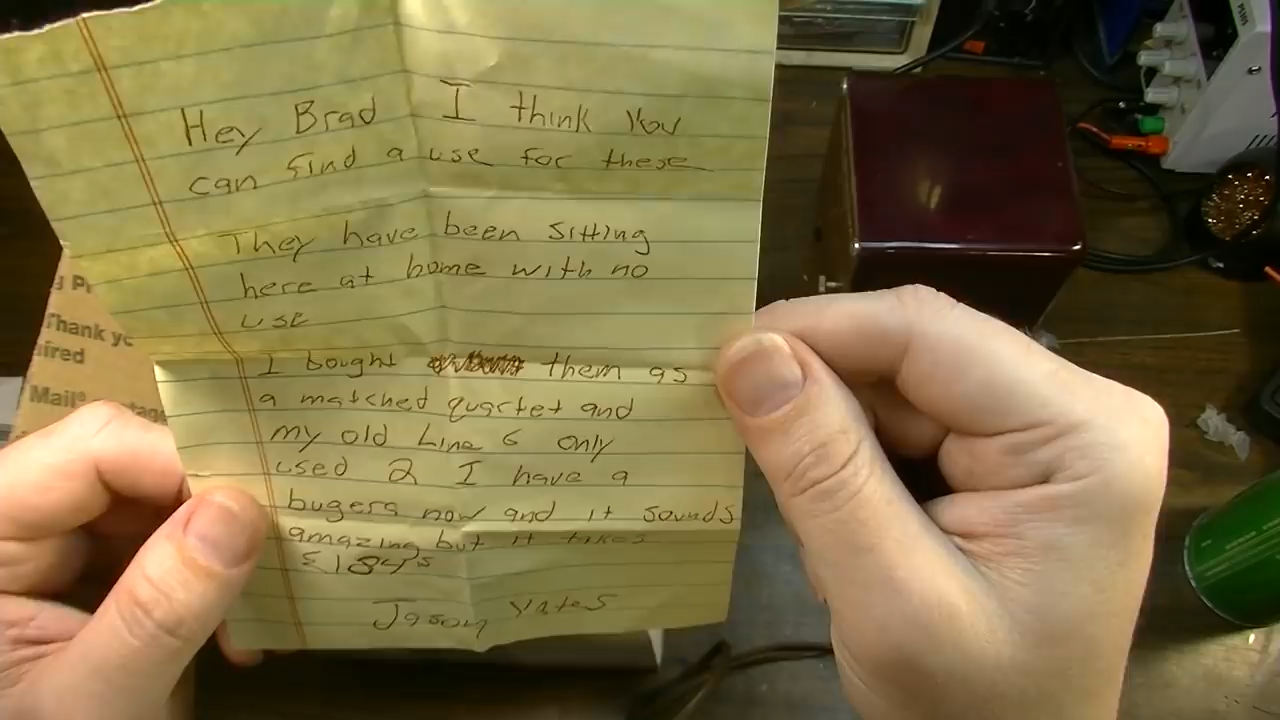 Hey Brad I think You
can find a use for these
They have been sitting
here at home with no
use
I bought them as
a matched quartet and
my old Line 6 only
used 2 I have a
bugera now and it sounds
amazing but it takes
E184s
Jason Yates
Thank yo
uired
Mail®